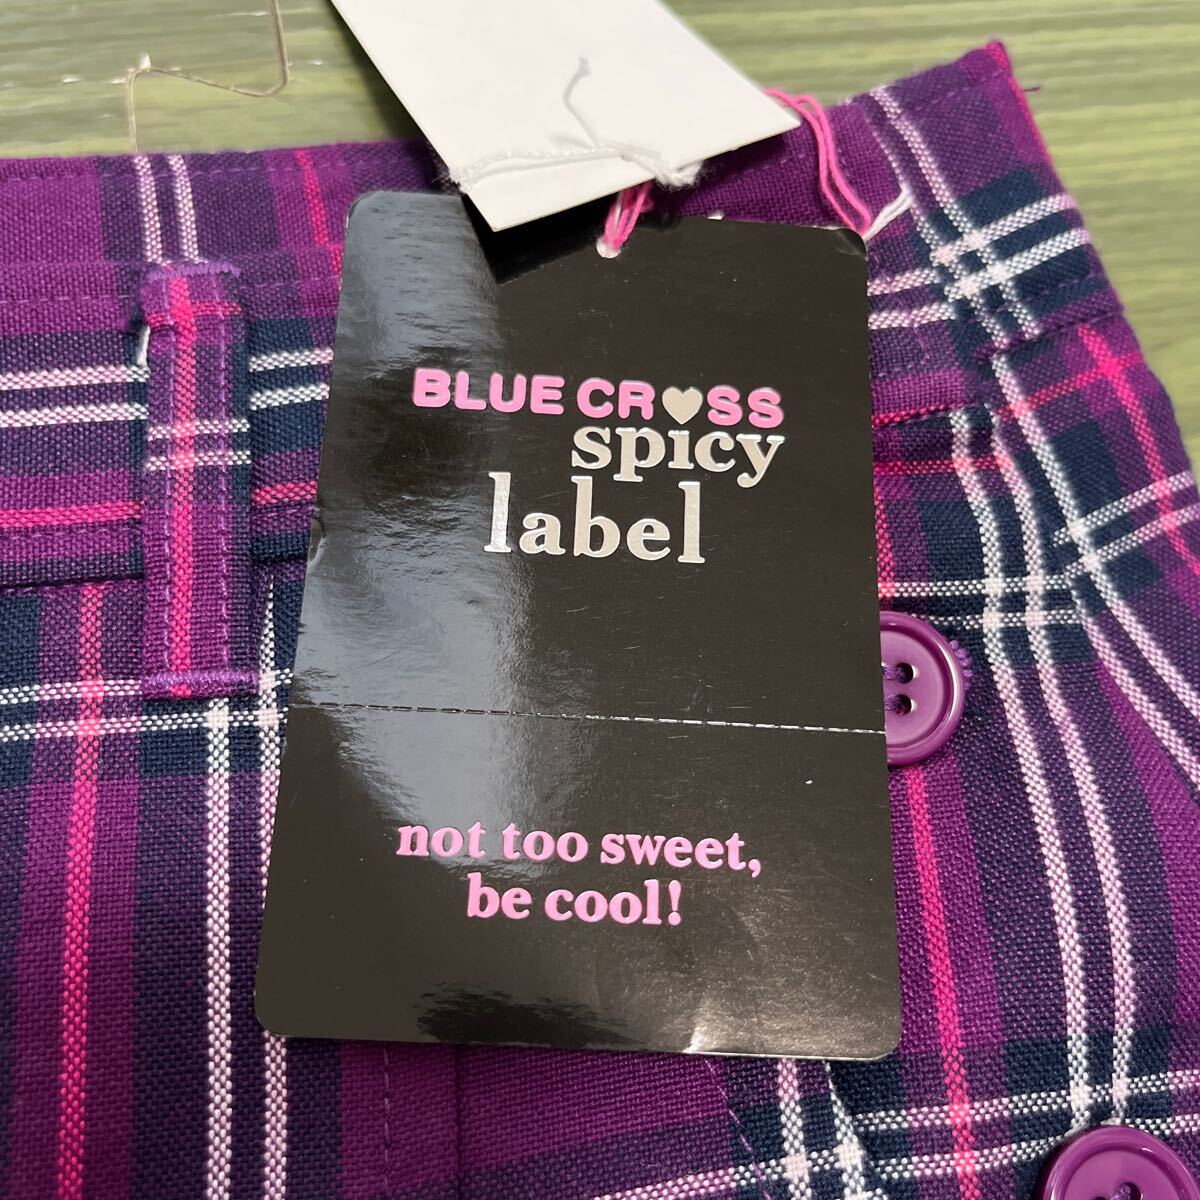 BLUE CR♥SS
spicy
label
not too sweet,
be cool!